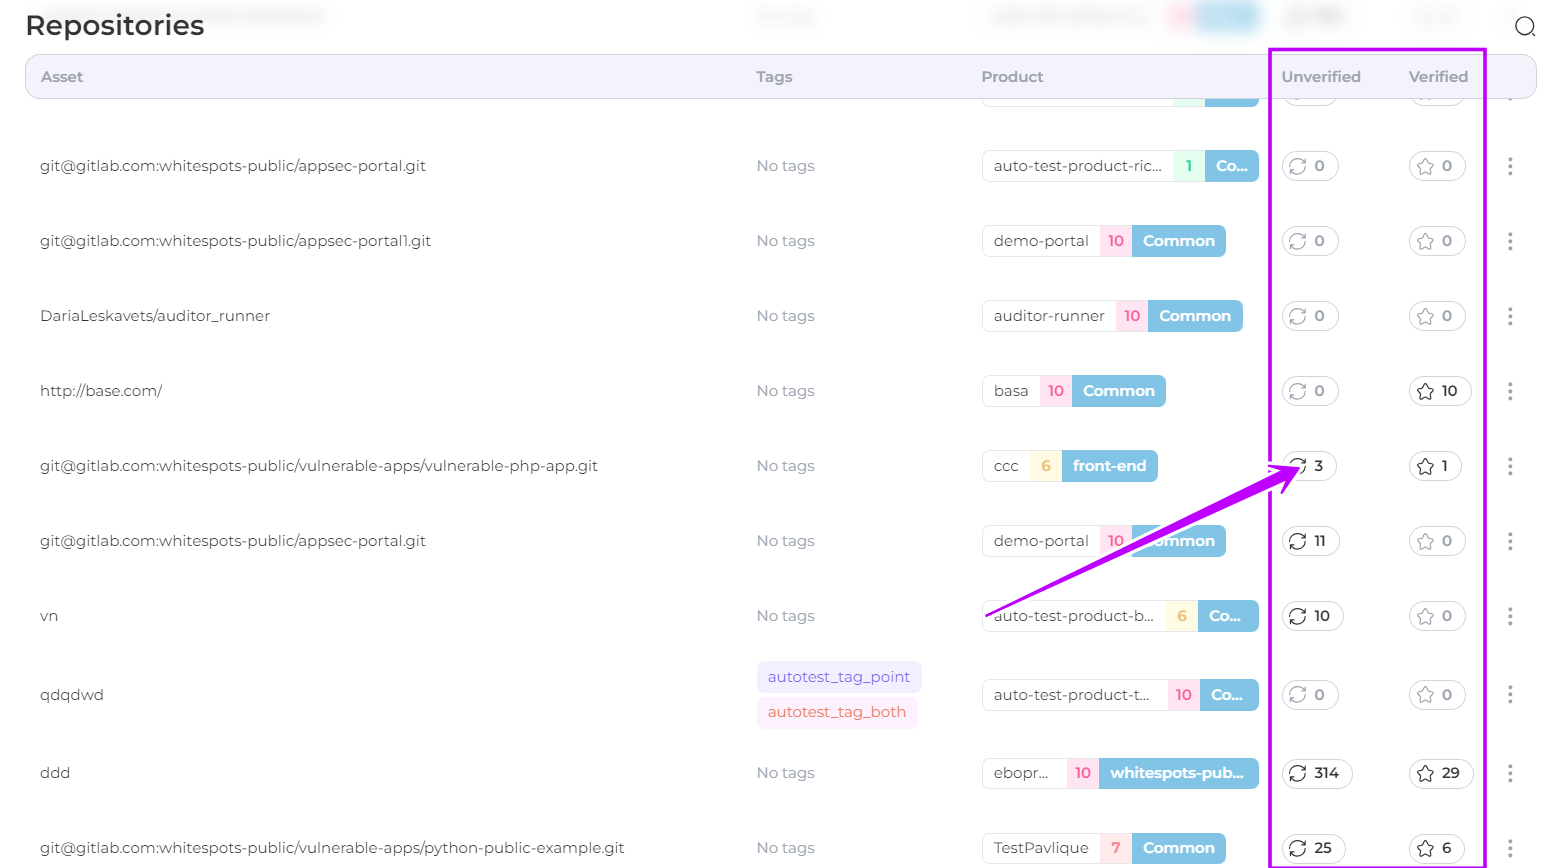 Repositories
Asset Tags Product Unverified Verified
git@gitlab.com:whitespots-public/appsec-portal.git No tags auto-test-product-ric... 1 Co... 0 0
git@gitlab.com:whitespots-public/appsec-portal1.git No tags demo-portal 10 Common 0 0
DariaLeskavets/auditor_runner No tags auditor-runner 10 Common 0 0
http://base.com/ No tags basa 10 Common 0 10
git@gitlab.com:whitespots-public/vulnerable-apps/vulnerable-php-app.git No tags ccc 6 front-end 3 1
git@gitlab.com:whitespots-public/appsec-portal.git No tags demo-portal 10 Common 11 0
vn No tags auto-test-product-b... 6 Co... 10 0
autotest_tag_point
qdqdwd auto-test-product-t... 10 Co... 0 0
autotest_tag_both
ddd No tags ebopr... 10 whitespots-pub... 314 29
git@gitlab.com:whitespots-public/vulnerable-apps/python-public-example.git No tags TestPavlique 7 Common 25 6